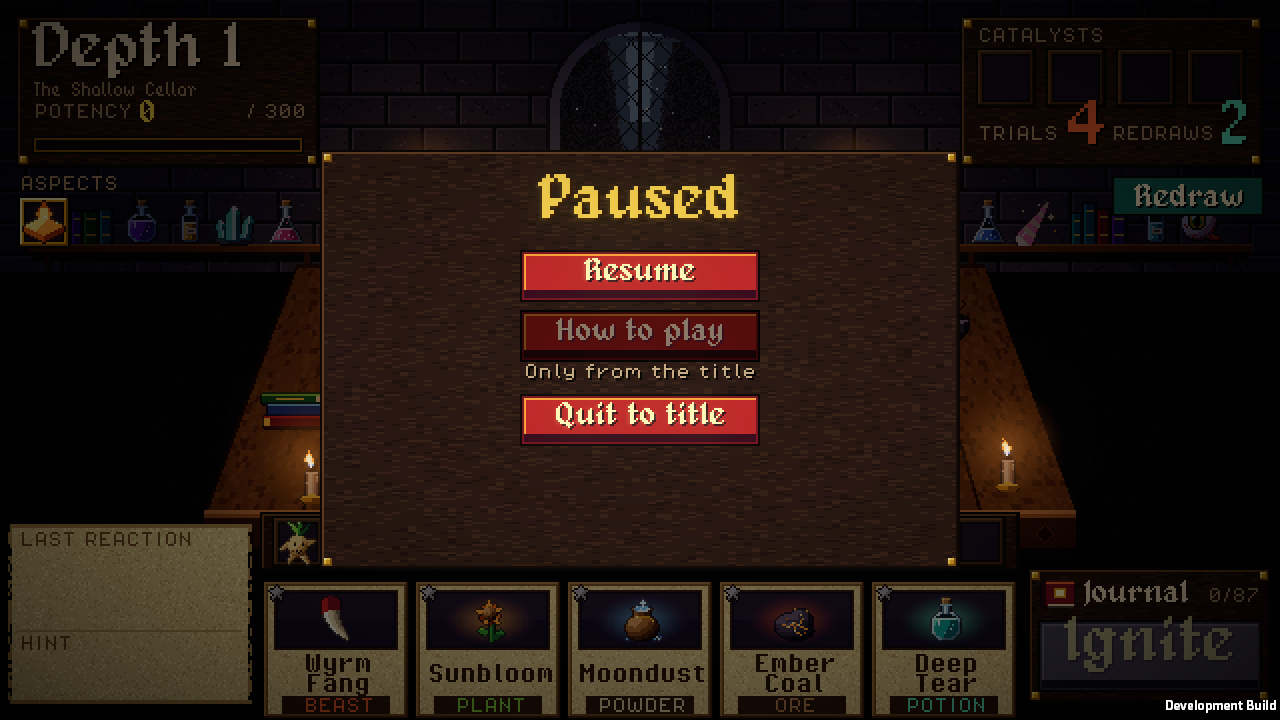 Depth 1
The Shallow Cellar
POTENCY 0 / 300
ASPECTS
CATALYSTS
TRIALS 4 REDRAWS 2
Redraw
Paused
Resume
How to play
Only from the title
Quit to title
LAST REACTION
HINT
Wyrm
Fang
BEAST
Sunbloom
PLANT
Moondust
POWDER
Ember
Coal
ORE
Deep
Tear
POTION
Journal 0/87
Ignite
Development Build